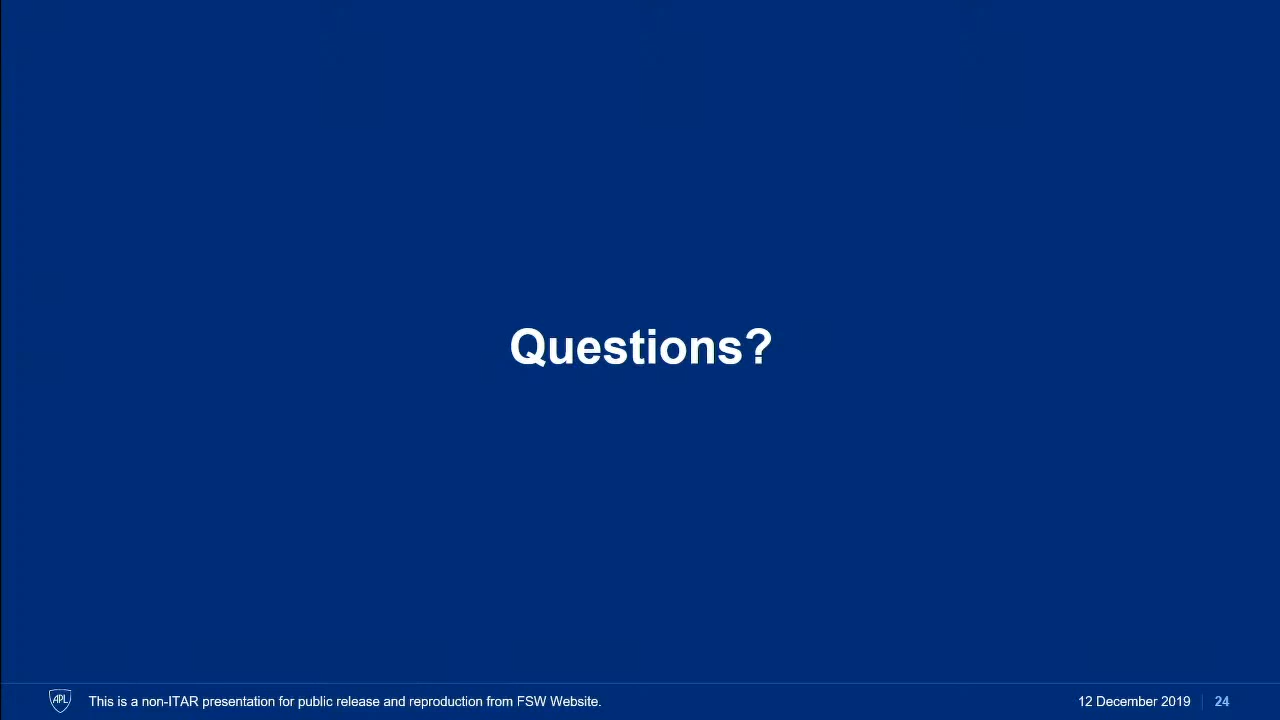 Questions?
APL
This is a non-ITAR presentation for public release and reproduction from FSW Website.
12 December 2019
24